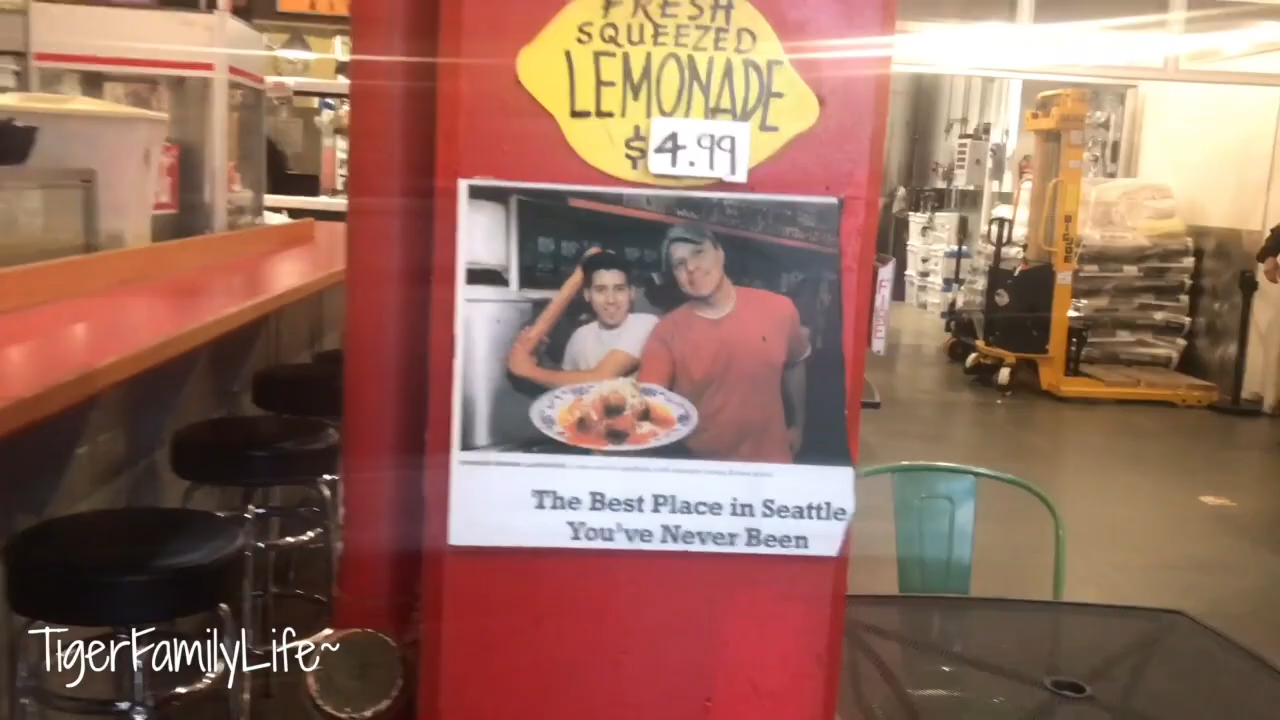 FRESH
SQUEEZED
LEMONADE
$4.99
The Best Place in Seattle
You've Never Been
TigerFamilyLife~